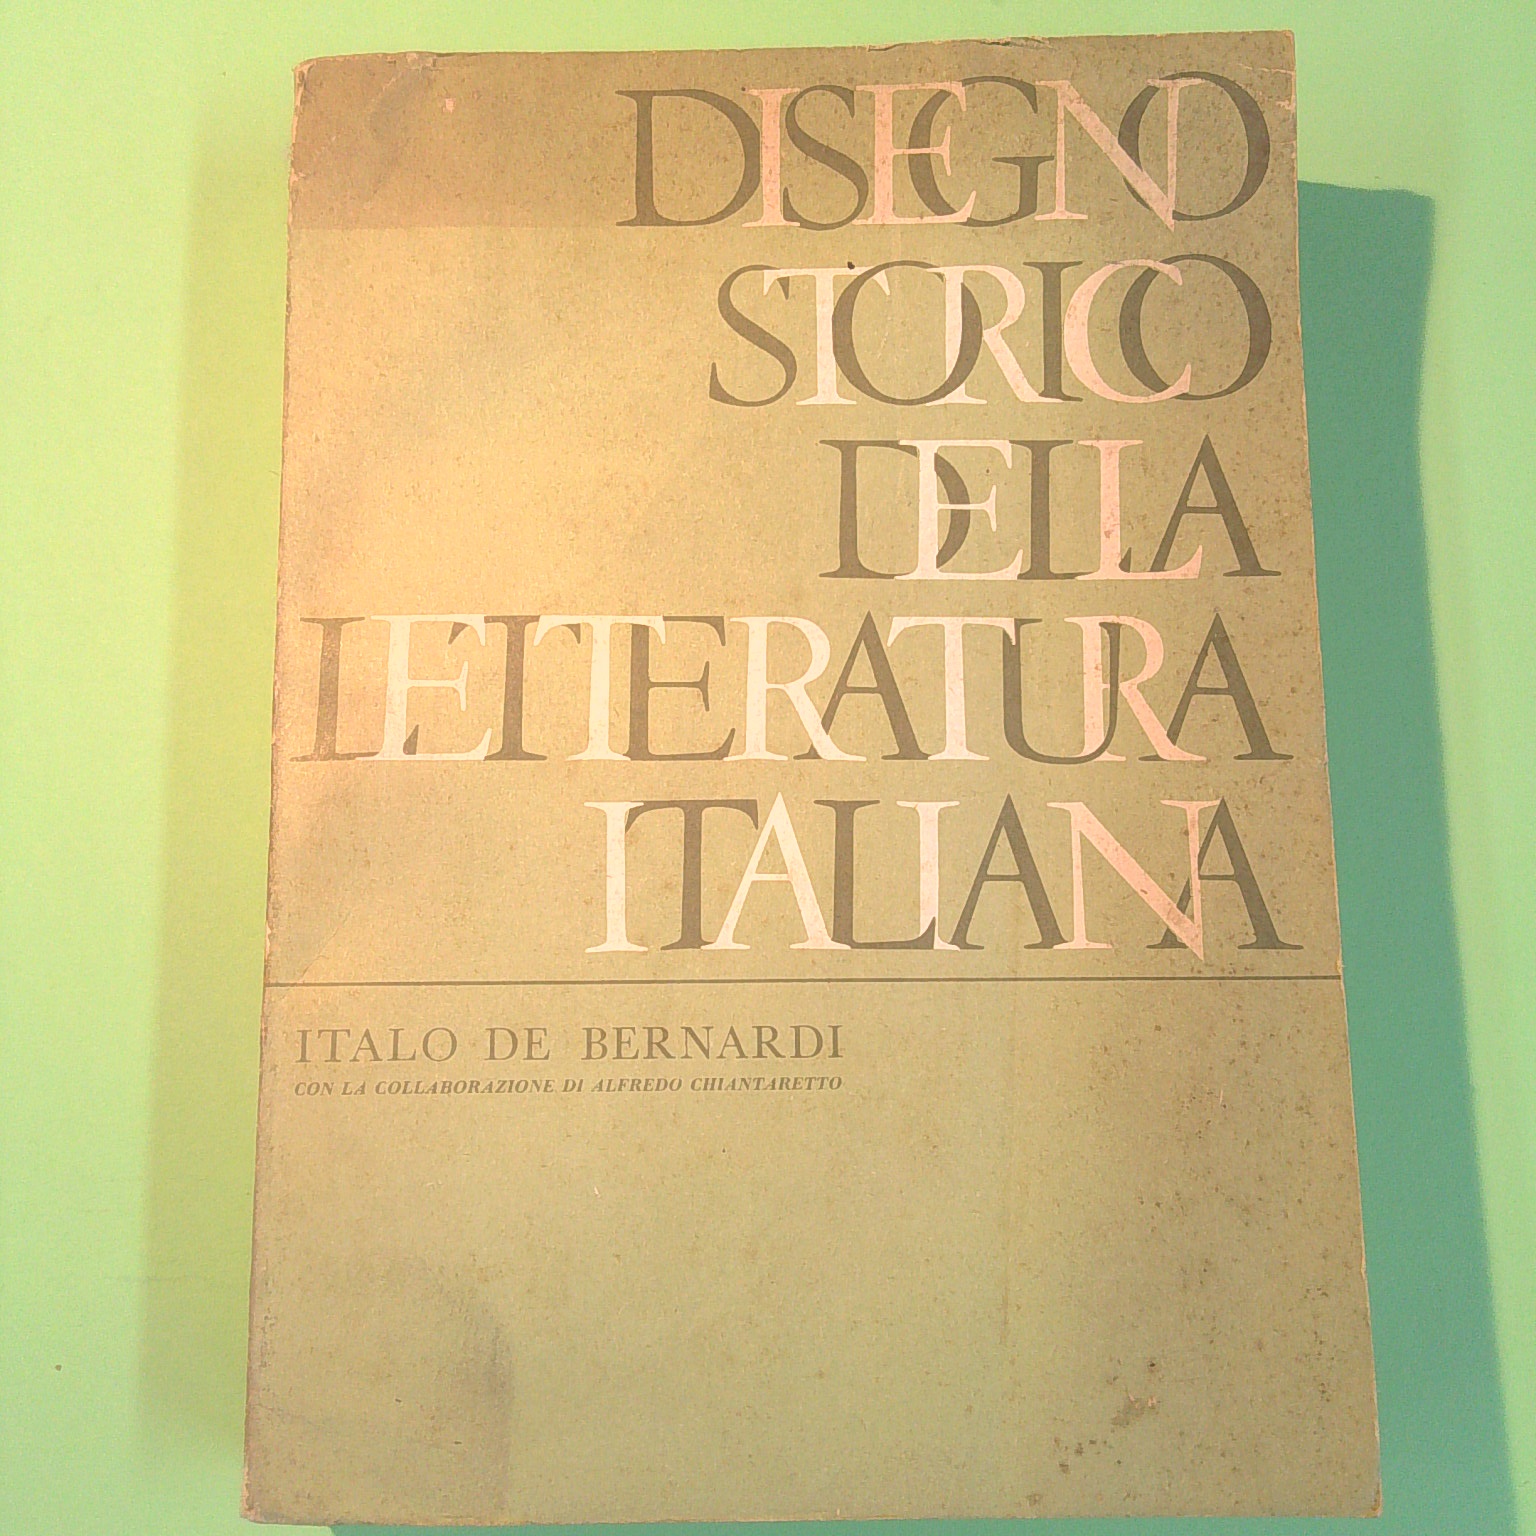 DISEGNO
STORICO
DELLA
LETTERATURA
ITALIANA
ITALO DE BERNARDI
CON LA COLLABORAZIONE DI ALFREDO CHIANTARETTO